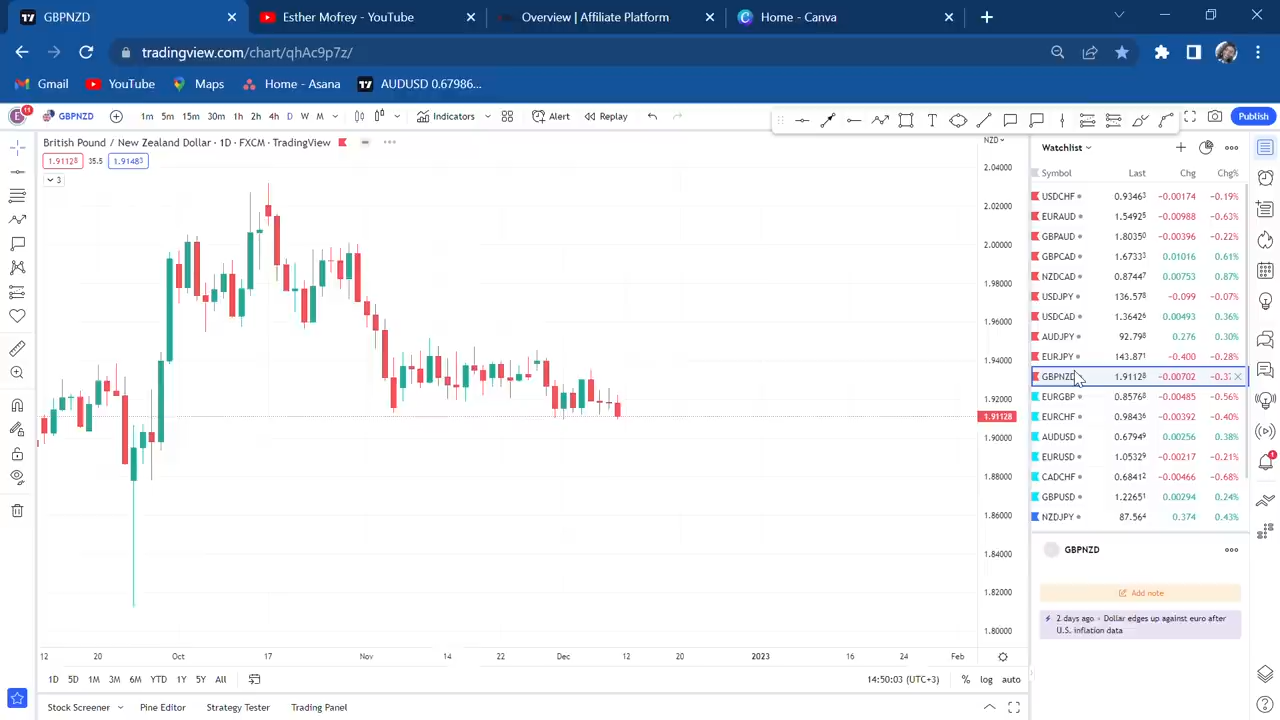 GBPNZD
Esther Mofrey - YouTube
Overview | Affiliate Platform
Home - Canva
tradingview.com/chart/qhAc9p7z/
Gmail
YouTube
Maps
Home - Asana
AUDUSD 0.67986...
E 11
GBPNZD
1m 5m 15m 30m 1h 2h 4h D W M
Indicators
Alert
Replay
Publish
British Pound / New Zealand Dollar · 1D · FXCM · TradingView
1.91128 35.5 1.91483
3
NZD
2.04000
2.02000
2.00000
1.98000
1.96000
1.94000
1.92000
1.91128
1.90000
1.88000
1.86000
1.84000
1.82000
1.80000
12 20 Oct 17 Nov 14 22 Dec 12 20 2023 16 24 Feb
1D 5D 1M 3M 6M YTD 1Y 5Y All
14:50:03 (UTC+3) % log auto
Stock Screener Pine Editor Strategy Tester Trading Panel
Watchlist
Symbol Last Chg Chg%
USDCHF 0.93463 −0.00174 −0.19%
EURAUD 1.54925 −0.00988 −0.63%
GBPAUD 1.80350 −0.00396 −0.22%
GBPCAD 1.67333 0.01016 0.61%
NZDCAD 0.87447 0.00753 0.87%
USDJPY 136.578 −0.099 −0.07%
USDCAD 1.36426 0.00493 0.36%
AUDJPY 92.798 0.276 0.30%
EURJPY 143.871 −0.400 −0.28%
GBPNZD 1.91128 −0.00702 −0.37
EURGBP 0.85768 −0.00485 −0.56%
EURCHF 0.98436 −0.00392 −0.40%
AUDUSD 0.67949 0.00256 0.38%
EURUSD 1.05329 −0.00217 −0.21%
CADCHF 0.68412 −0.00466 −0.68%
GBPUSD 1.22651 0.00294 0.24%
NZDJPY 87.564 0.374 0.43%
GBPNZD
Add note
2 days ago • Dollar edges up against euro after
U.S. inflation data
1